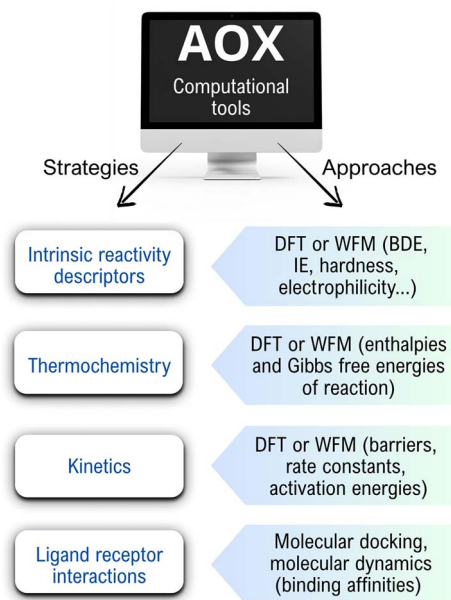 AOX
Computational
tools
Strategies
Approaches
Intrinsic reactivity
descriptors
DFT or WFM (BDE,
IE, hardness,
electrophilicity...)
Thermochemistry
DFT or WFM (enthalpies
and Gibbs free energies
of reaction)
Kinetics
DFT or WFM (barriers,
rate constants,
activation energies)
Ligand receptor
interactions
Molecular docking,
molecular dynamics
(binding affinities)